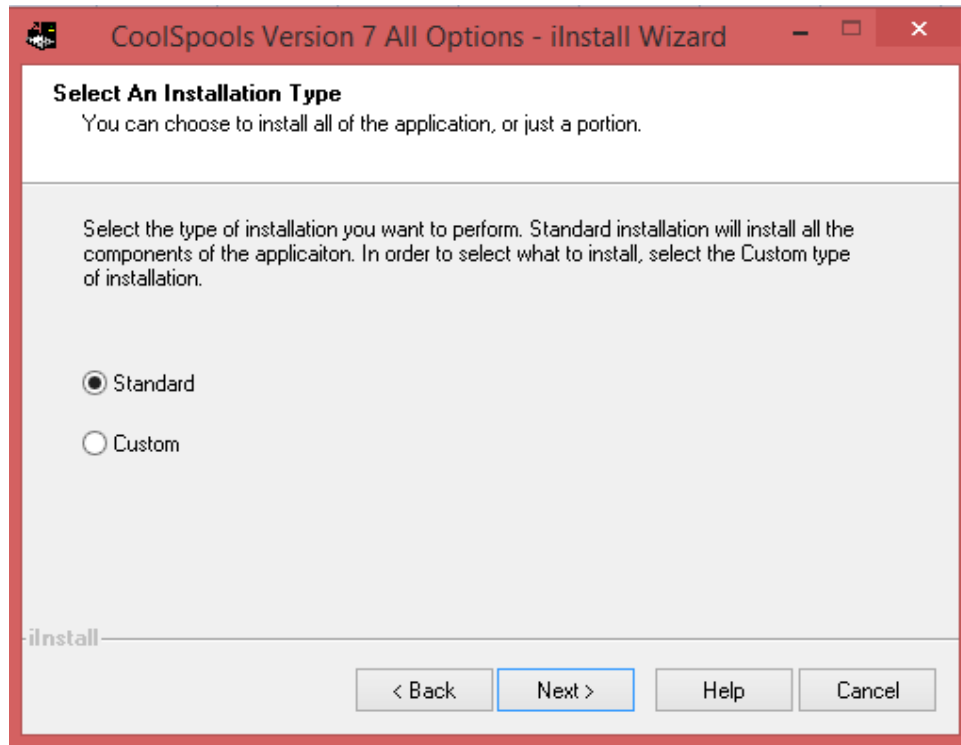 CoolSpools Version 7 All Options - iInstall Wizard
Select An Installation Type
You can choose to install all of the application, or just a portion.
Select the type of installation you want to perform. Standard installation will install all the
components of the applicaiton. In order to select what to install, select the Custom type
of installation.
Standard
Custom
iInstall
< Back Next > Help Cancel